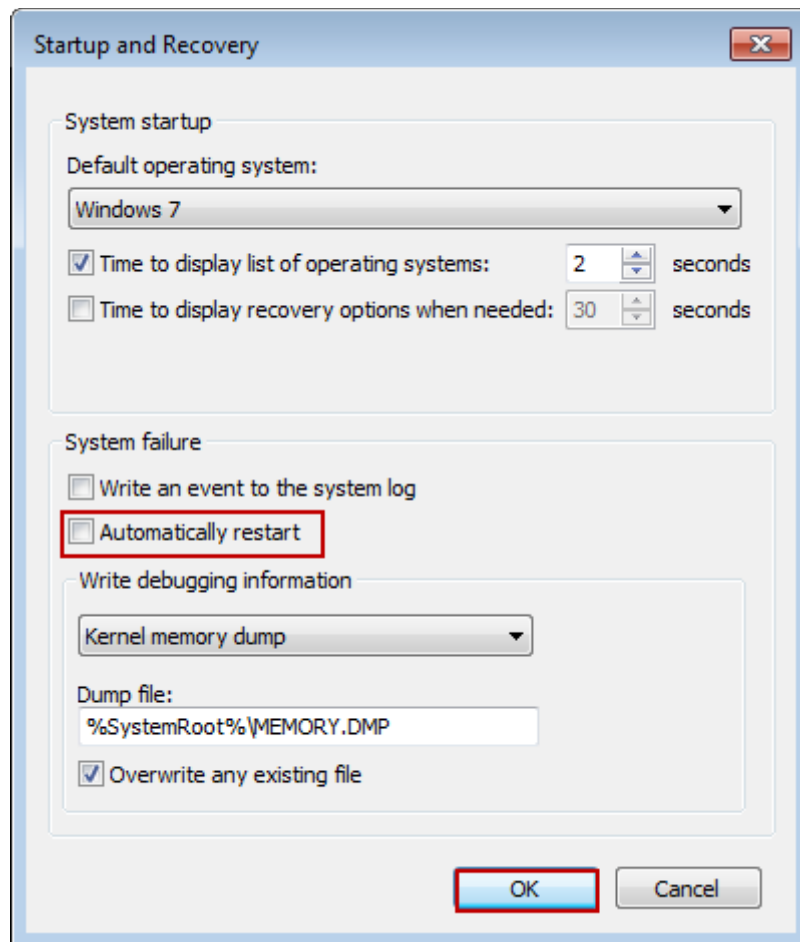 Startup and Recovery
System startup
Default operating system:
Windows 7
Time to display list of operating systems: 2 seconds
Time to display recovery options when needed: 30 seconds
System failure
Write an event to the system log
Automatically restart
Write debugging information
Kernel memory dump
Dump file:
%SystemRoot%\MEMORY.DMP
Overwrite any existing file
OK Cancel